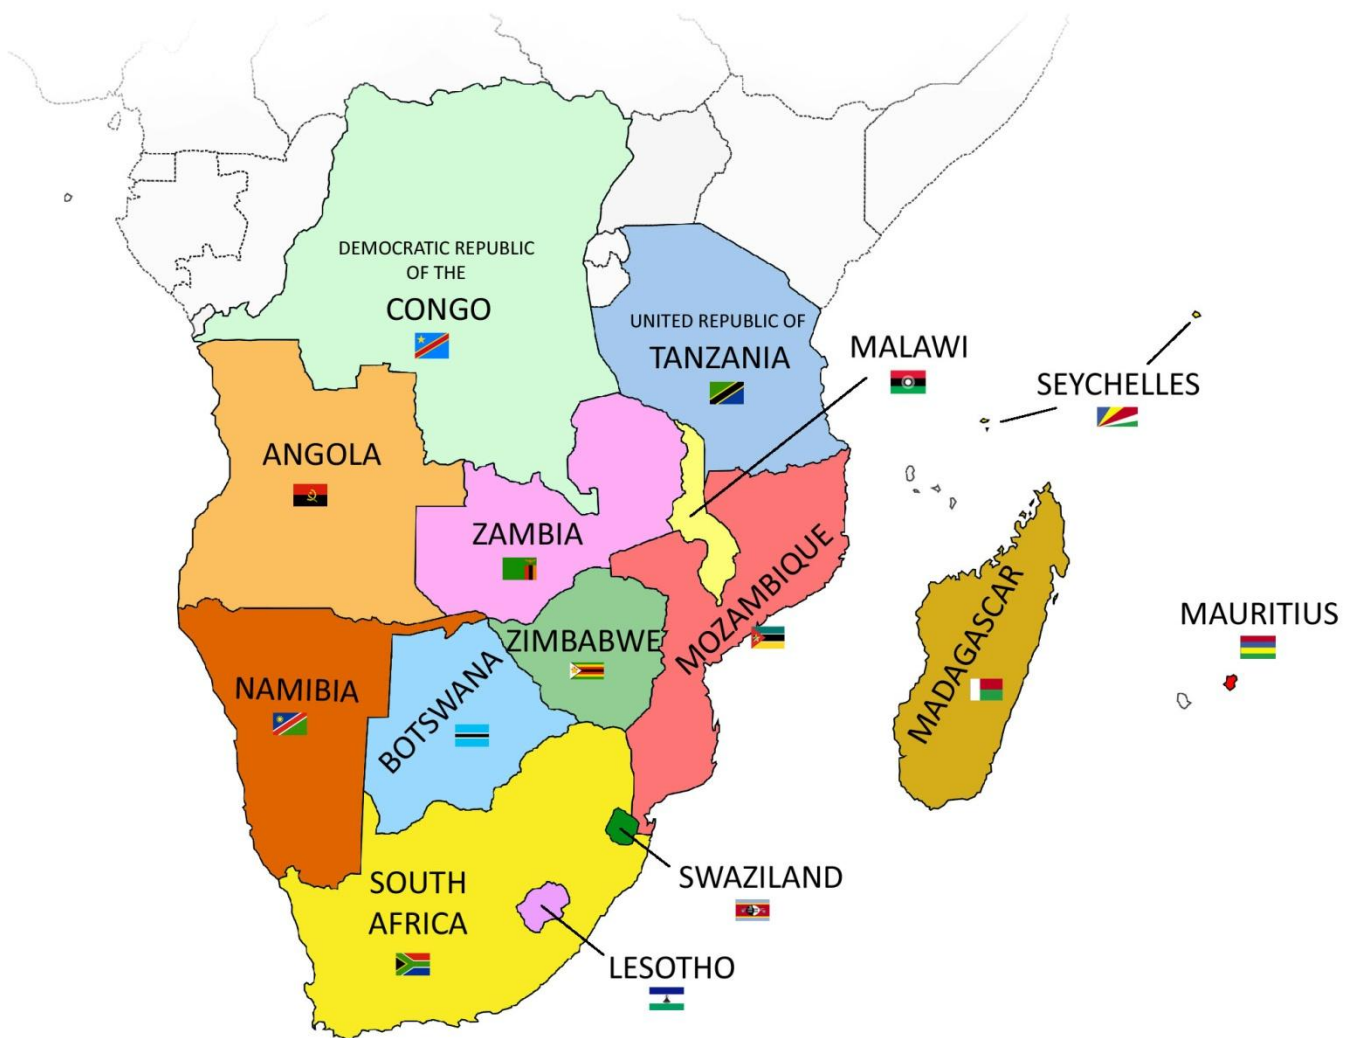 DEMOCRATIC REPUBLIC
OF THE
CONGO
UNITED REPUBLIC OF
TANZANIA
MALAWI
SEYCHELLES
ANGOLA
ZAMBIA
MOZAMBIQUE
MADAGASCAR
MAURITIUS
ZIMBABWE
NAMIBIA
BOTSWANA
SOUTH
AFRICA
SWAZILAND
LESOTHO